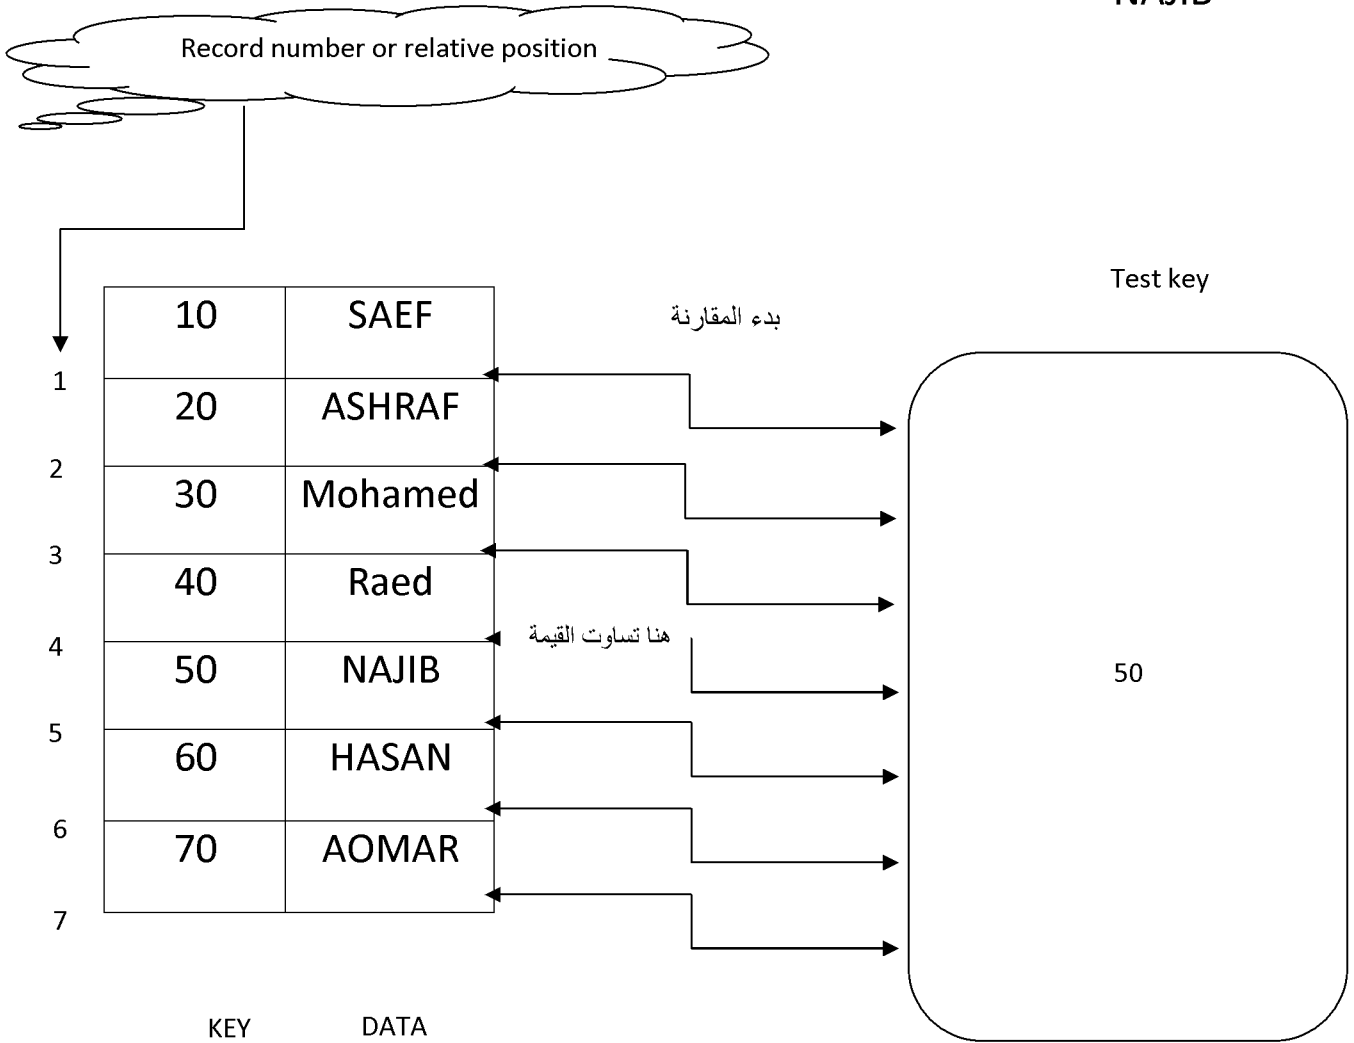 NAJIB
Record number or relative position
Test key
10 SAEF
بدء المقارنة
1
20 ASHRAF
2
30 Mohamed
3
40 Raed
هنا تساوت القيمة
4
50 NAJIB
50
5
60 HASAN
6
70 AOMAR
7
KEY DATA